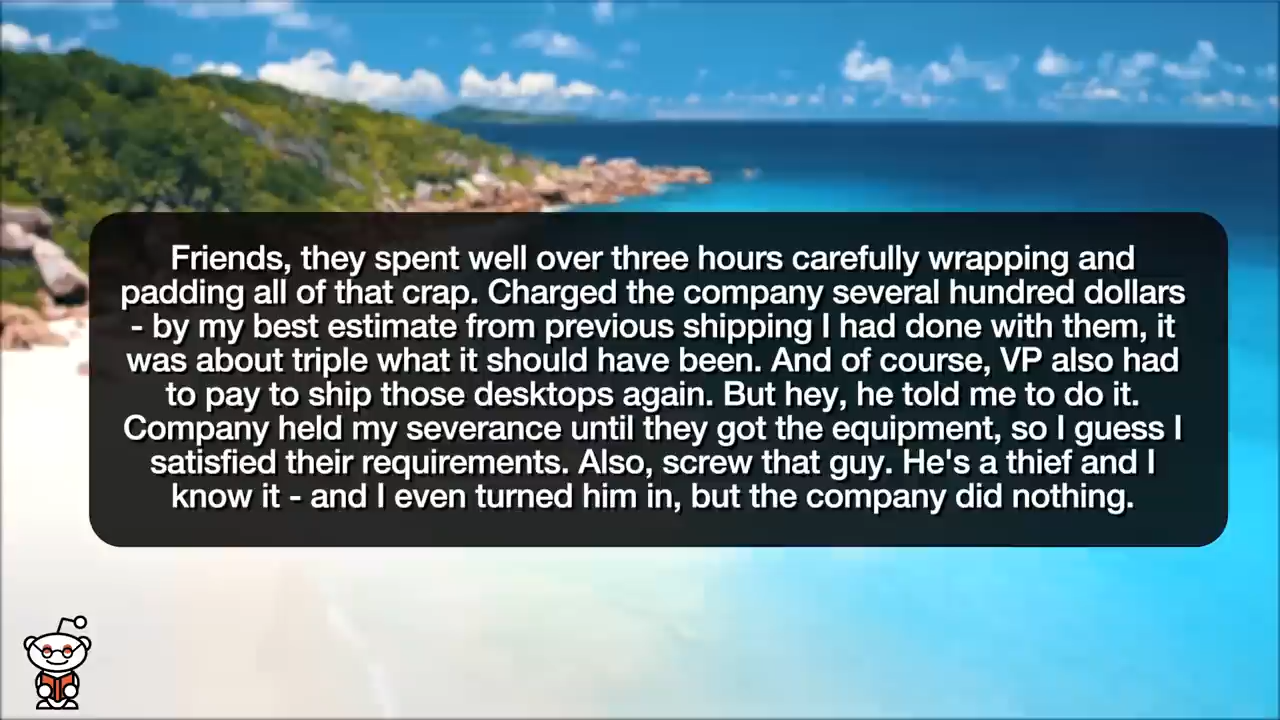 Friends, they spent well over three hours carefully wrapping and
padding all of that crap. Charged the company several hundred dollars
- by my best estimate from previous shipping I had done with them, it
was about triple what it should have been. And of course, VP also had
to pay to ship those desktops again. But hey, he told me to do it.
Company held my severance until they got the equipment, so I guess I
satisfied their requirements. Also, screw that guy. He's a thief and I
know it - and I even turned him in, but the company did nothing.